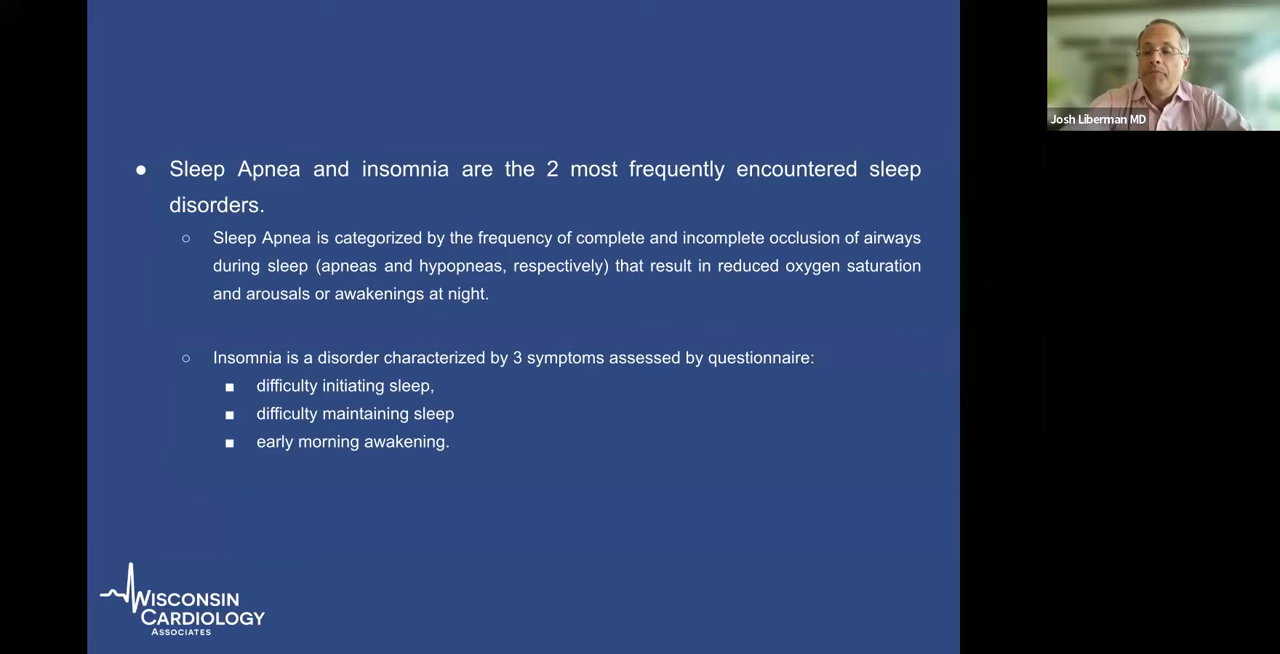 Josh Liberman MD
● Sleep Apnea and insomnia are the 2 most frequently encountered sleep
disorders.
○ Sleep Apnea is categorized by the frequency of complete and incomplete occlusion of airways
during sleep (apneas and hypopneas, respectively) that result in reduced oxygen saturation
and arousals or awakenings at night.
○ Insomnia is a disorder characterized by 3 symptoms assessed by questionnaire:
■ difficulty initiating sleep,
■ difficulty maintaining sleep
■ early morning awakening.
WISCONSIN
CARDIOLOGY
ASSOCIATES